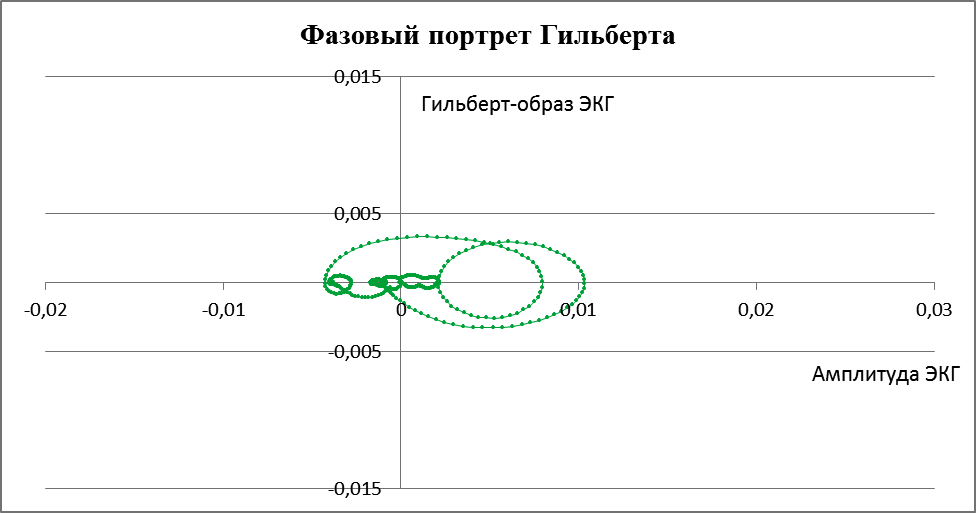 Фазовый портрет Гильберта
0,015
Гильберт-образ ЭКГ
0,005
-0,02 -0,01 0 0,01 0,02 0,03
-0,005
Амплитуда ЭКГ
-0,015